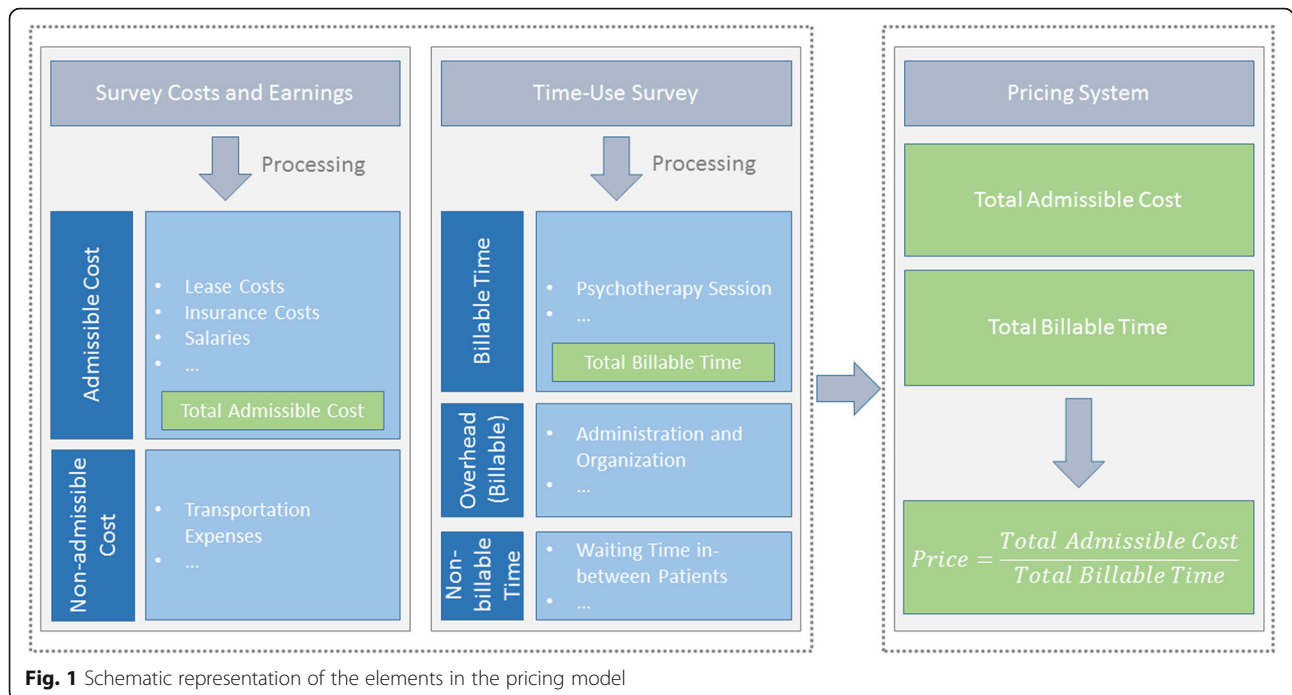 Survey Costs and Earnings
Processing
Admissible Cost
• Lease Costs
• Insurance Costs
• Salaries
• ...
Total Admissible Cost
Non-admissible
Cost
• Transportation
Expenses
• ...
Time-Use Survey
Processing
Billable Time
• Psychotherapy Session
• ...
Total Billable Time
Overhead
(Billable)
• Administration and
Organization
• ...
Non-
billable
Time
• Waiting Time in-
between Patients
• ...
Pricing System
Total Admissible Cost
Total Billable Time
Price = Total Admissible Cost / Total Billable Time
Fig. 1 Schematic representation of the elements in the pricing model